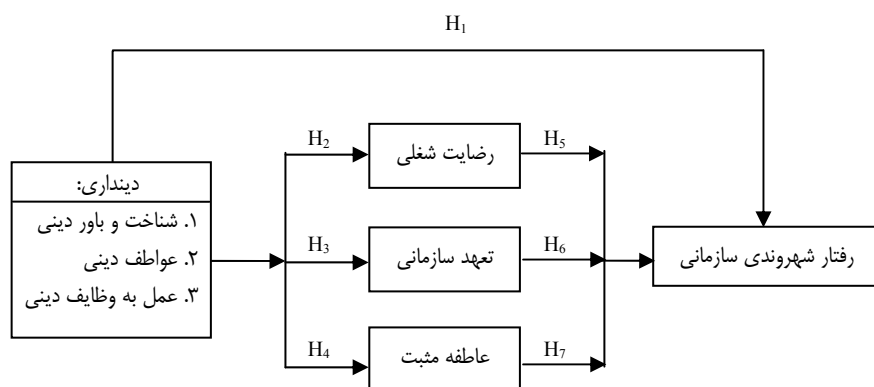 H1
H2
رضایت شغلی
H5
دینداری:
۱. شناخت و باور دینی
۲. عواطف دینی
۳. عمل به وظایف دینی
H3
تعهد سازمانی
H6
رفتار شهروندی سازمانی
H4
عاطفه مثبت
H7